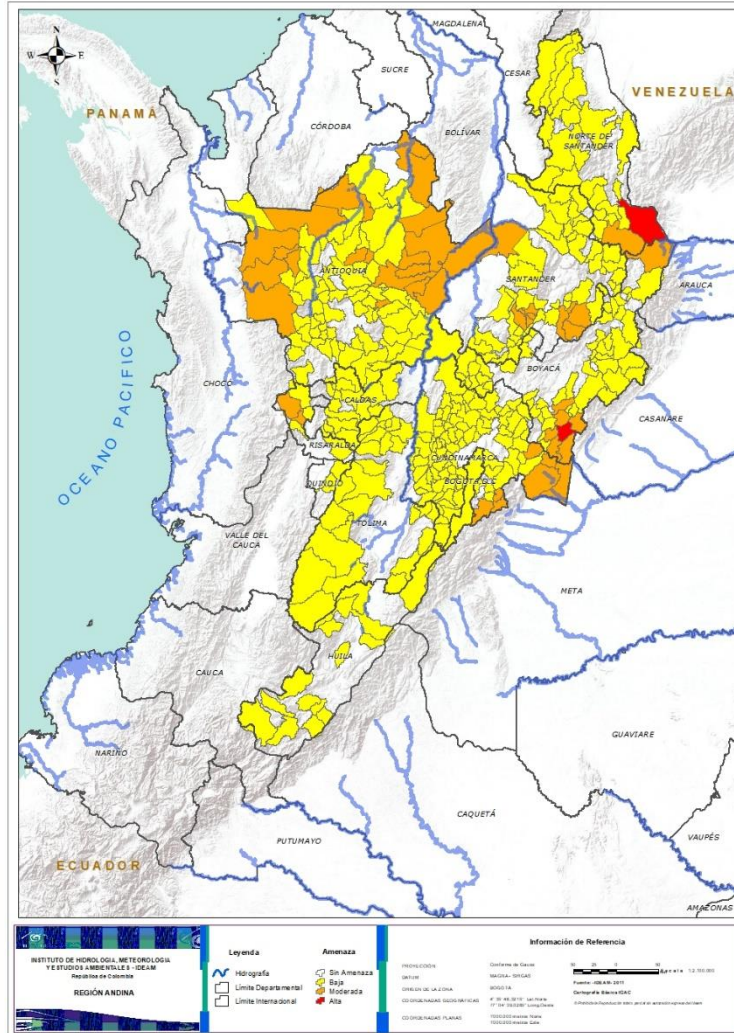 MAGDALENA
N
E
SUCRE
CESAR
VENEZUELA
PANAMÁ
CÓRDOBA
BOLÍVAR
NORTE DE
SANTANDER
ANTIOQUIA
SANTANDER
ARAUCA
OCEANO PACIFICO
CHOCÓ
BOYACÁ
CASANARE
CALDAS
RISARALDA
CUNDINAMARCA
QUINDIO
BOGOTÁ D.C
TOLIMA
VALLE DEL
CAUCA
META
HUILA
CAUCA
GUAVIARE
NARIÑO
CAQUETÁ
PUTUMAYO
VAUPÉS
ECUADOR
AMAZONAS
INSTITUTO DE HIDROLOGIA, METEOROLOGIA
Y ESTUDIOS AMBIENTALES - IDEAM
República de Colombia
REGIÓN ANDINA
Leyenda
Hidrografía
Límite Departamental
Límite Internacional
Amenaza
Sin Amenaza
Baja
Moderada
Alta
Información de Referencia
PROYECCIÓN
Conforme de Gauss
DATUM
MAGNA - SIRGAS
ORIGEN DE LA ZONA
BOGOTÁ
COORDENADAS GEOGRÁFICAS
COORDENADAS PLANAS
Fuente: -IDEAM- 2011
Cartografía Básica IGAC